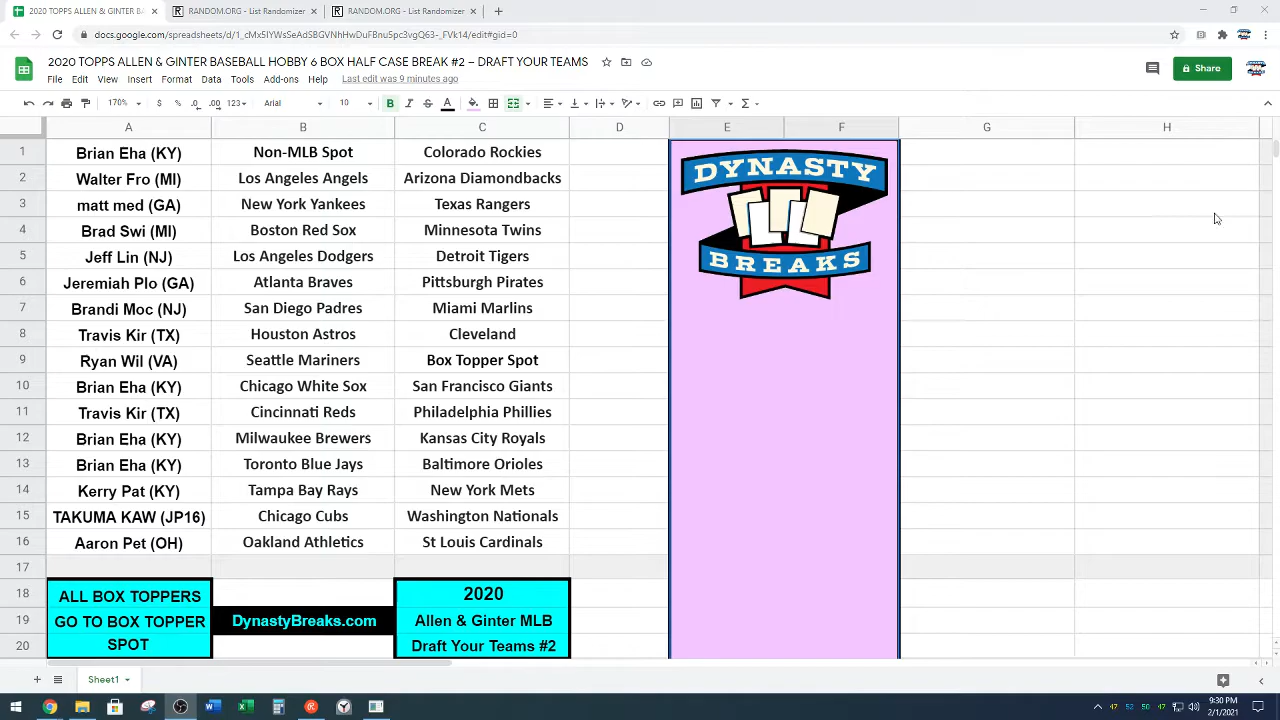 2020 TOPPS ALLEN & GINTER BA
RANDOM.ORG - List Randomizer
RANDOM.ORG - List Randomizer
docs.google.com/spreadsheets/d/1_cMx5IYWsSeAdSBGVNhHwDuFBnu5pc3vgQ63-_FVk14/edit#gid=0
2020 TOPPS ALLEN & GINTER BASEBALL HOBBY 6 BOX HALF CASE BREAK #2 – DRAFT YOUR TEAMS
Share
File Edit View Insert Format Data Tools Add-ons Help Last edit was 9 minutes ago
170% $ % .0 .00 123 Arial 10 B I S A
A B C D E F G H
1 Brian Eha (KY) Non-MLB Spot Colorado Rockies
2 Walter Fro (MI) Los Angeles Angels Arizona Diamondbacks
3 matt med (GA) New York Yankees Texas Rangers
4 Brad Swi (MI) Boston Red Sox Minnesota Twins
5 Jeff Lin (NJ) Los Angeles Dodgers Detroit Tigers
6 Jeremiah Plo (GA) Atlanta Braves Pittsburgh Pirates
7 Brandi Moc (NJ) San Diego Padres Miami Marlins
8 Travis Kir (TX) Houston Astros Cleveland
9 Ryan Wil (VA) Seattle Mariners Box Topper Spot
10 Brian Eha (KY) Chicago White Sox San Francisco Giants
11 Travis Kir (TX) Cincinnati Reds Philadelphia Phillies
12 Brian Eha (KY) Milwaukee Brewers Kansas City Royals
13 Brian Eha (KY) Toronto Blue Jays Baltimore Orioles
14 Kerry Pat (KY) Tampa Bay Rays New York Mets
15 TAKUMA KAW (JP16) Chicago Cubs Washington Nationals
16 Aaron Pet (OH) Oakland Athletics St Louis Cardinals
17
18 ALL BOX TOPPERS 2020
19 GO TO BOX TOPPER DynastyBreaks.com Allen & Ginter MLB
20 SPOT Draft Your Teams #2
DYNASTY
BREAKS
Sheet1
47 52 56 47
9:30 PM
2/1/2021